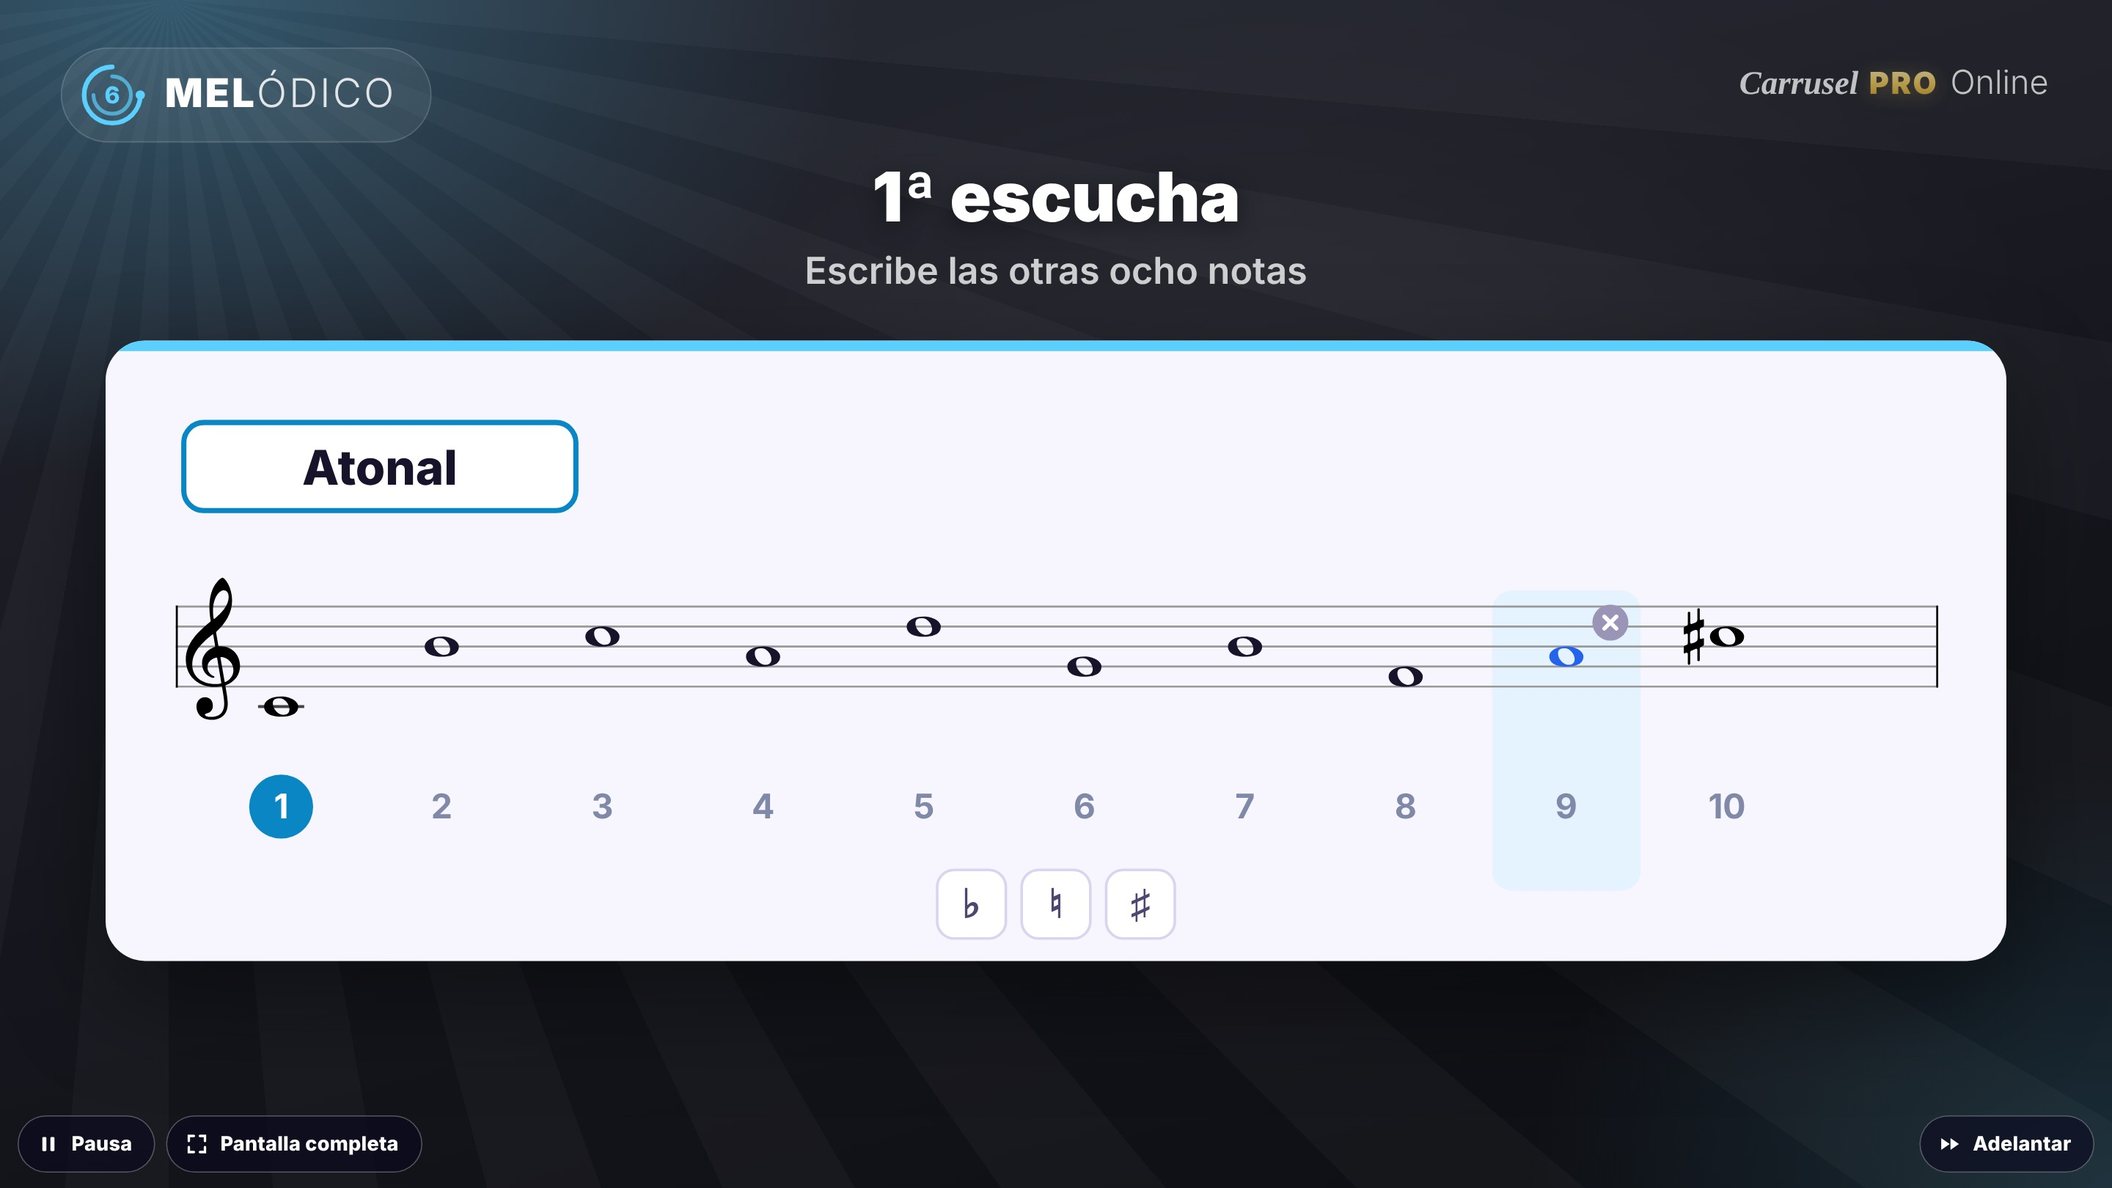 6 MELÓDICO
Carrusel PRO Online
1ª escucha
Escribe las otras ocho notas
Atonal
1 2 3 4 5 6 7 8 9 10
♭ ♮ ♯
Pausa
Pantalla completa
Adelantar